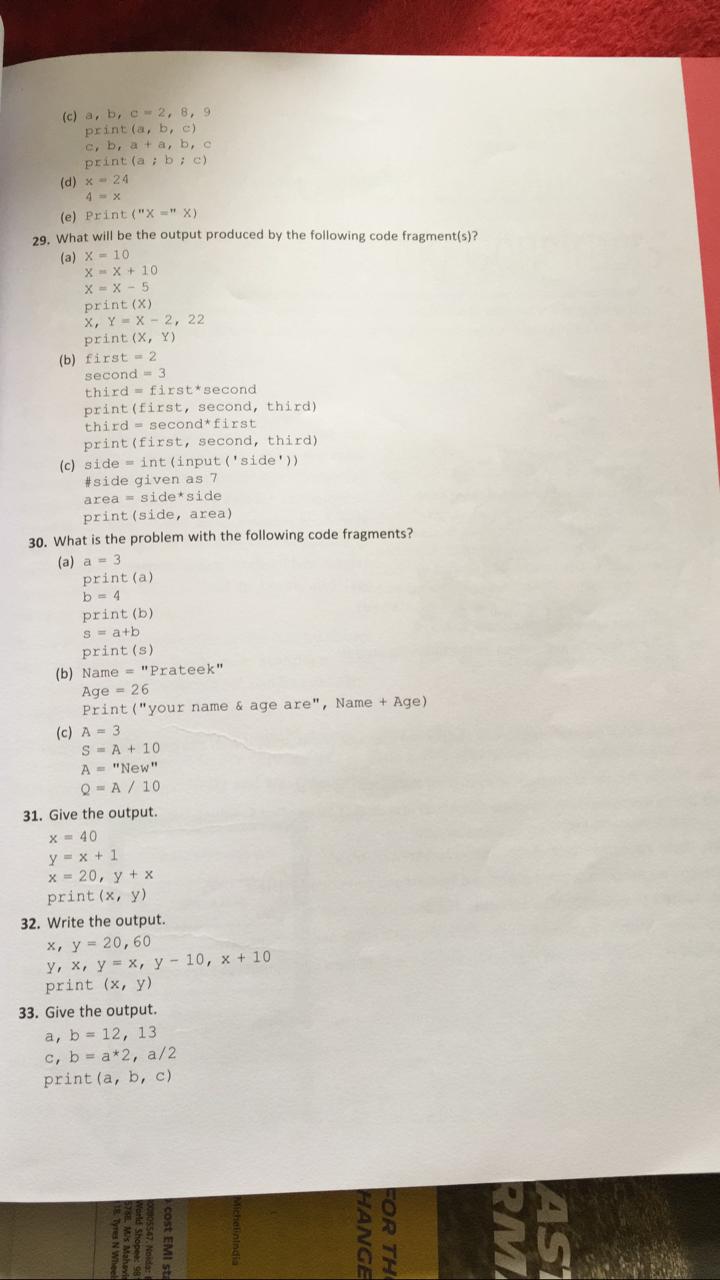 (c) a, b, c = 2, 8, 9
print (a, b, c)
c, b, a + a, b, c
print (a ; b ; c)
(d) x = 24
4 = x
(e) Print ("X =" X)
29. What will be the output produced by the following code fragment(s)?
(a) X = 10
X = X + 10
X = X - 5
print (X)
X, Y = X - 2, 22
print (X, Y)
(b) first = 2
second = 3
third = first*second
print (first, second, third)
third = second*first
print (first, second, third)
(c) side = int (input ('side'))
#side given as 7
area = side*side
print (side, area)
30. What is the problem with the following code fragments?
(a) a = 3
print (a)
b = 4
print (b)
s = a+b
print (s)
(b) Name = "Prateek"
Age = 26
Print ("your name & age are", Name + Age)
(c) A = 3
S = A + 10
A = "New"
Q = A / 10
31. Give the output.
x = 40
y = x + 1
x = 20, y + x
print (x, y)
32. Write the output.
x, y = 20, 60
y, x, y = x, y - 10, x + 10
print (x, y)
33. Give the output.
a, b = 12, 13
c, b = a*2, a/2
print (a, b, c)
cost EMI
Noida:
World Shopee:
M/s
Tyres N
MichelinIndia
FOR
HANGE